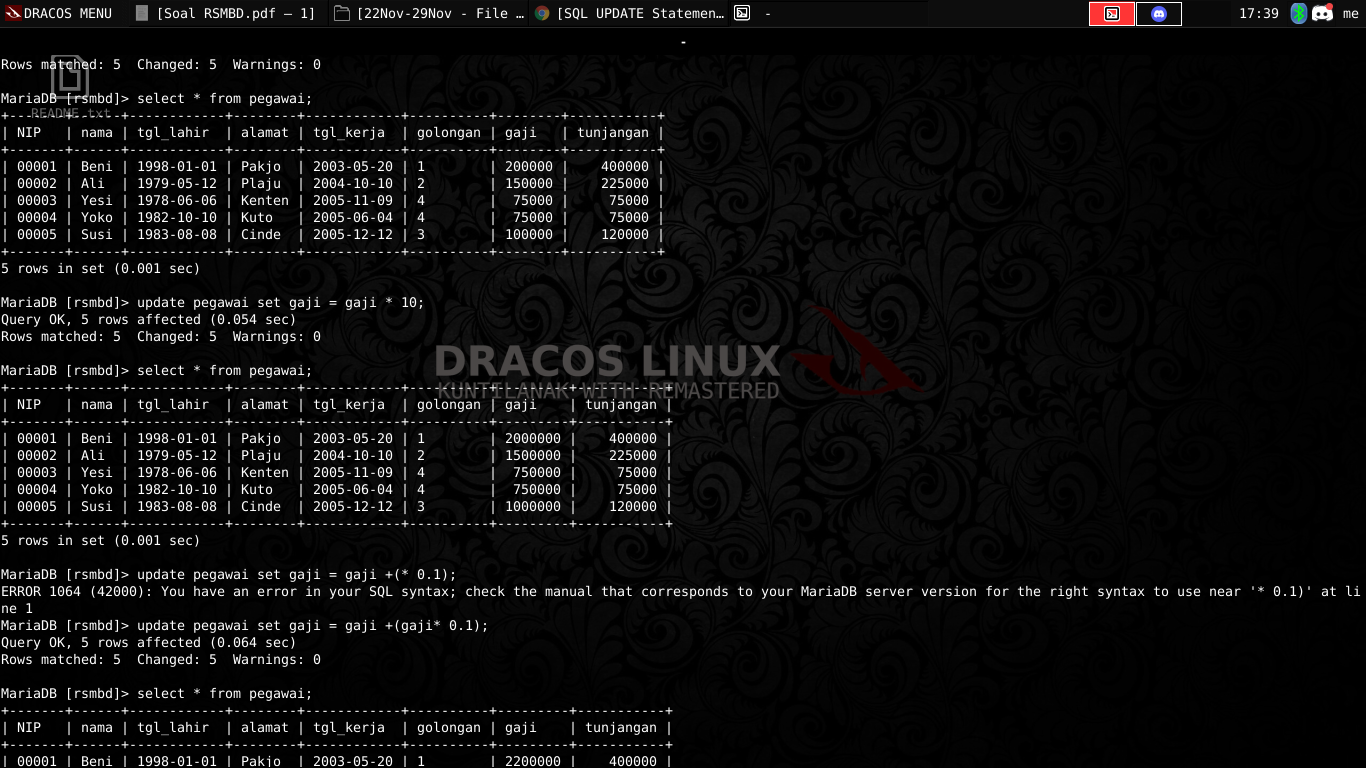 DRACOS MENU [Soal RSMBD.pdf — 1] [22Nov-29Nov - File ... [SQL UPDATE Statemen... - 17:39 me
-
Rows matched: 5  Changed: 5  Warnings: 0
README.txt
MariaDB [rsmbd]> select * from pegawai;
+-------+------+------------+--------+------------+----------+--------+-----------+
| NIP   | nama | tgl_lahir  | alamat | tgl_kerja  | golongan | gaji   | tunjangan |
+-------+------+------------+--------+------------+----------+--------+-----------+
| 00001 | Beni | 1998-01-01 | Pakjo  | 2003-05-20 | 1        | 200000 |    400000 |
| 00002 | Ali  | 1979-05-12 | Plaju  | 2004-10-10 | 2        | 150000 |    225000 |
| 00003 | Yesi | 1978-06-06 | Kenten | 2005-11-09 | 4        |  75000 |     75000 |
| 00004 | Yoko | 1982-10-10 | Kuto   | 2005-06-04 | 4        |  75000 |     75000 |
| 00005 | Susi | 1983-08-08 | Cinde  | 2005-12-12 | 3        | 100000 |    120000 |
+-------+------+------------+--------+------------+----------+--------+-----------+
5 rows in set (0.001 sec)
MariaDB [rsmbd]> update pegawai set gaji = gaji * 10;
Query OK, 5 rows affected (0.054 sec)
Rows matched: 5  Changed: 5  Warnings: 0
DRACOS LINUX
KUNTILANAK WITH REMASTERED
MariaDB [rsmbd]> select * from pegawai;
+-------+------+------------+--------+------------+----------+---------+-----------+
| NIP   | nama | tgl_lahir  | alamat | tgl_kerja  | golongan | gaji    | tunjangan |
+-------+------+------------+--------+------------+----------+---------+-----------+
| 00001 | Beni | 1998-01-01 | Pakjo  | 2003-05-20 | 1        | 2000000 |    400000 |
| 00002 | Ali  | 1979-05-12 | Plaju  | 2004-10-10 | 2        | 1500000 |    225000 |
| 00003 | Yesi | 1978-06-06 | Kenten | 2005-11-09 | 4        |  750000 |     75000 |
| 00004 | Yoko | 1982-10-10 | Kuto   | 2005-06-04 | 4        |  750000 |     75000 |
| 00005 | Susi | 1983-08-08 | Cinde  | 2005-12-12 | 3        | 1000000 |    120000 |
+-------+------+------------+--------+------------+----------+---------+-----------+
5 rows in set (0.001 sec)
MariaDB [rsmbd]> update pegawai set gaji = gaji +(* 0.1);
ERROR 1064 (42000): You have an error in your SQL syntax; check the manual that corresponds to your MariaDB server version for the right syntax to use near '* 0.1)' at li
ne 1
MariaDB [rsmbd]> update pegawai set gaji = gaji +(gaji* 0.1);
Query OK, 5 rows affected (0.064 sec)
Rows matched: 5  Changed: 5  Warnings: 0
MariaDB [rsmbd]> select * from pegawai;
+-------+------+------------+--------+------------+----------+---------+-----------+
| NIP   | nama | tgl_lahir  | alamat | tgl_kerja  | golongan | gaji    | tunjangan |
+-------+------+------------+--------+------------+----------+---------+-----------+
| 00001 | Beni | 1998-01-01 | Pakjo  | 2003-05-20 | 1        | 2200000 |    400000 |